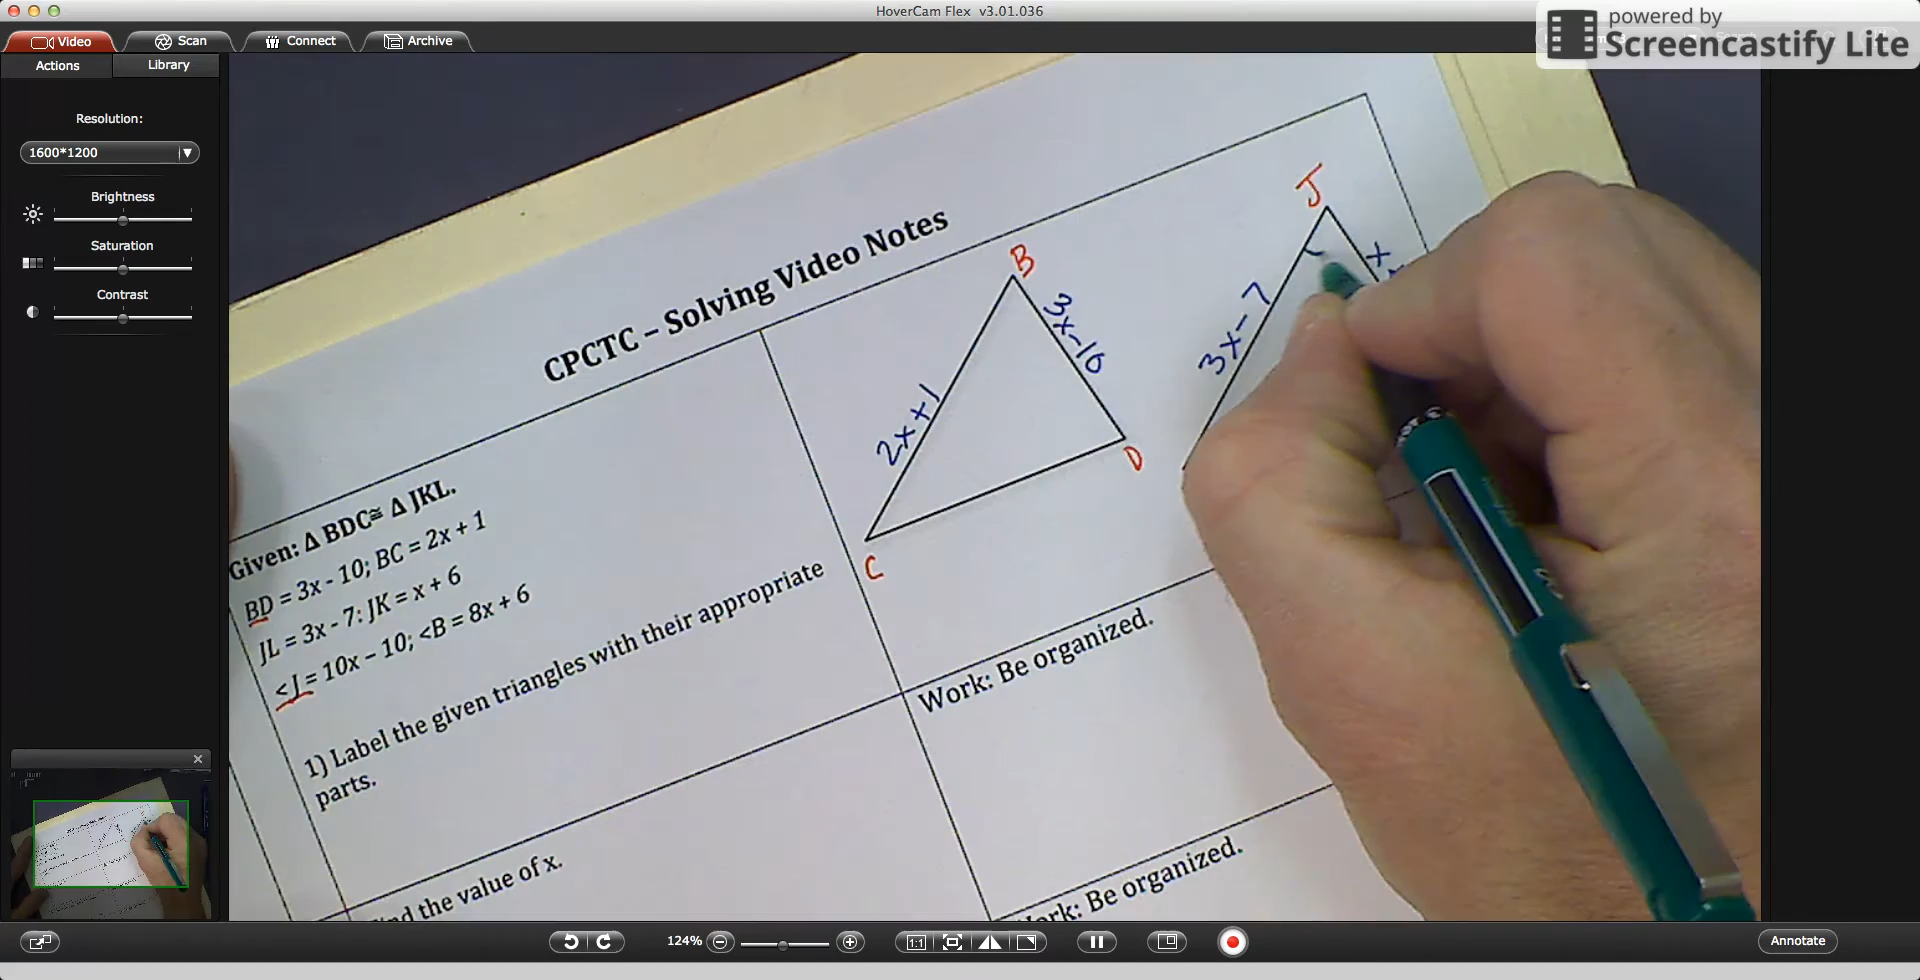 HoverCam Flex v3.01.036
powered by
Screencastify Lite
Video
Scan
Connect
Archive
Actions
Library
Resolution:
1600*1200
Brightness
Saturation
Contrast
CPCTC – Solving Video Notes
Given: Δ BDC≅ Δ JKL.
BD = 3x - 10; BC = 2x + 1
JL = 3x - 7: JK = x + 6
<J = 10x – 10; <B = 8x + 6
1) Label the given triangles with their appropriate
parts.
B
3x-10
2x+1
D
C
J
x
3x-7
Work: Be organized.
the value of x.
Be organized.
124%
1:1
Annotate